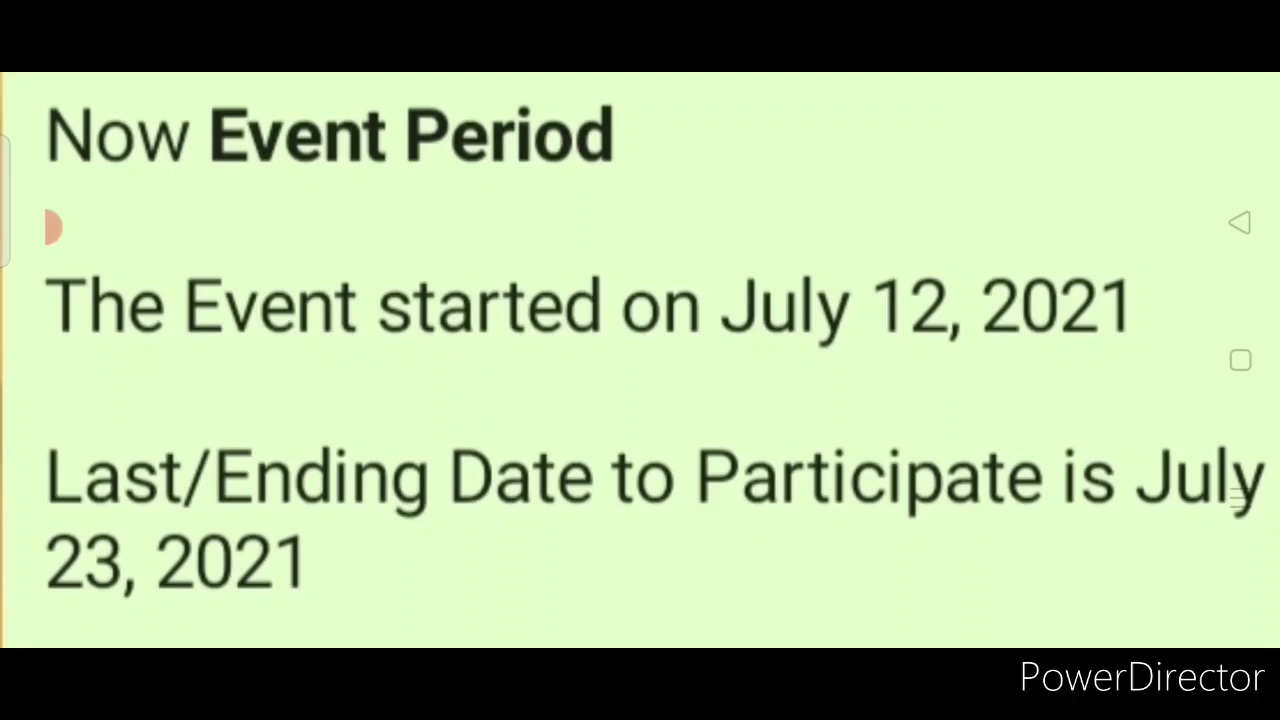 Now Event Period
The Event started on July 12, 2021
Last/Ending Date to Participate is July
23, 2021
PowerDirector